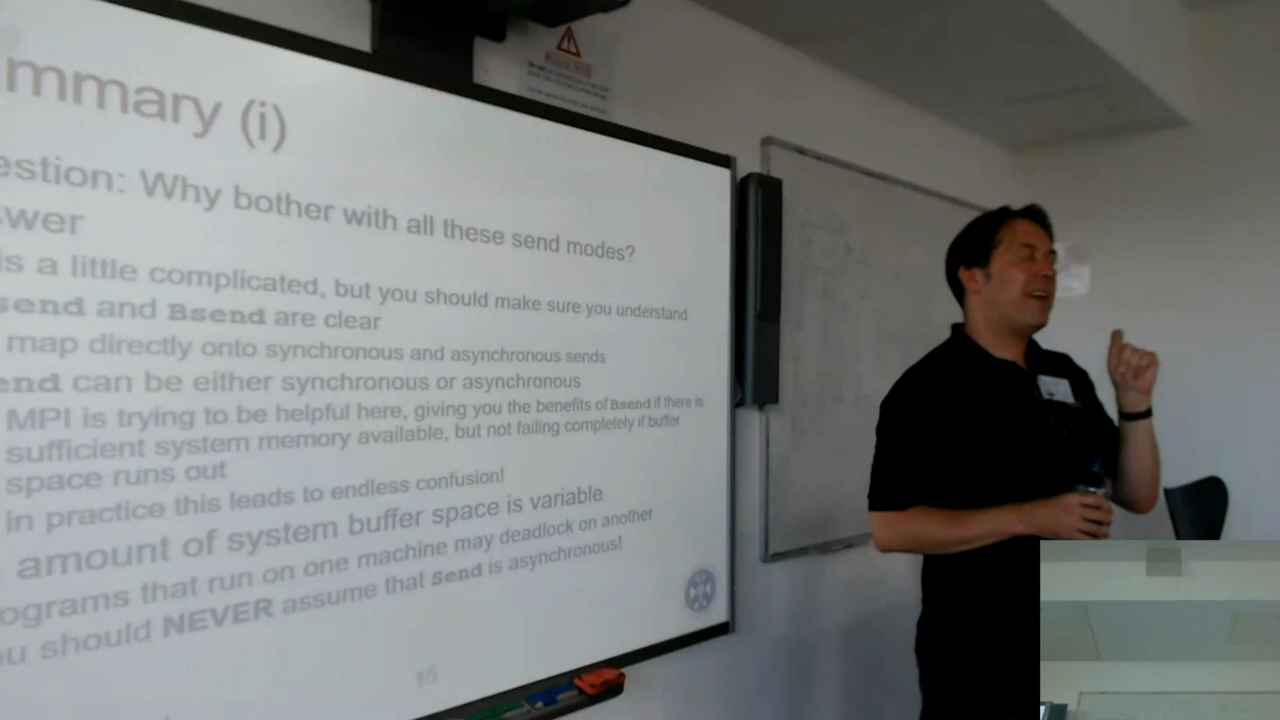 mmary (i)
estion: Why bother with all these send modes?
swer
is a little complicated, but you should make sure you understand
send and Bsend are clear
map directly onto synchronous and asynchronous sends
end can be either synchronous or asynchronous
MPI is trying to be helpful here, giving you the benefits of Bsend if there is
sufficient system memory available, but not failing completely if buffer
space runs out
in practice this leads to endless confusion!
amount of system buffer space is variable
ograms that run on one machine may deadlock on another
ou should NEVER assume that Send is asynchronous!
15